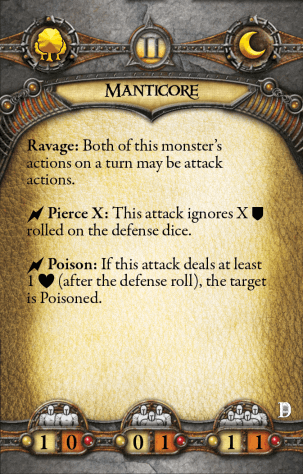 II
MANTICORE
Ravage: Both of this monster's
actions on a turn may be attack
actions.
Pierce X: This attack ignores X
rolled on the defense dice.
Poison: If this attack deals at least
1 (after the defense roll), the target
is Poisoned.
D
1 0 0 1 1 1